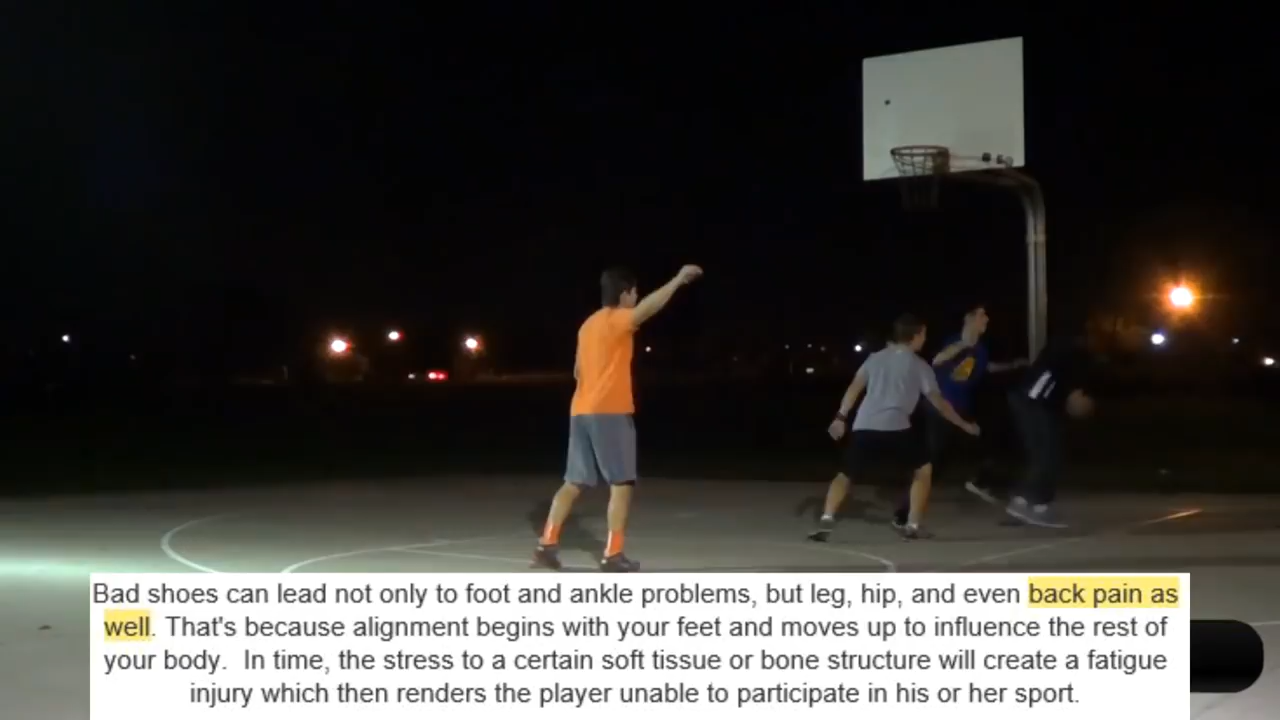 Bad shoes can lead not only to foot and ankle problems, but leg, hip, and even back pain as
well. That's because alignment begins with your feet and moves up to influence the rest of
your body. In time, the stress to a certain soft tissue or bone structure will create a fatigue
injury which then renders the player unable to participate in his or her sport.